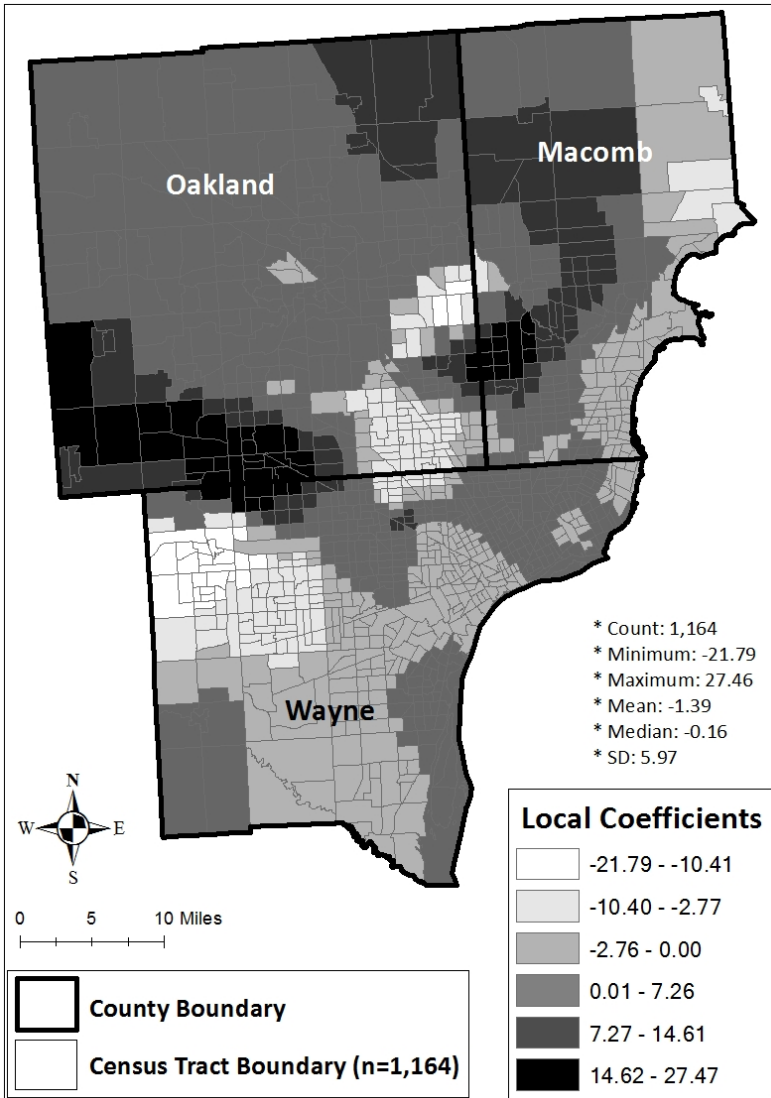 Oakland
Macomb
Wayne
* Count: 1,164
* Minimum: -21.79
* Maximum: 27.46
* Mean: -1.39
* Median: -0.16
* SD: 5.97
N
W E
S
0 5 10 Miles
County Boundary
Census Tract Boundary (n=1,164)
Local Coefficients
-21.79 - -10.41
-10.40 - -2.77
-2.76 - 0.00
0.01 - 7.26
7.27 - 14.61
14.62 - 27.47